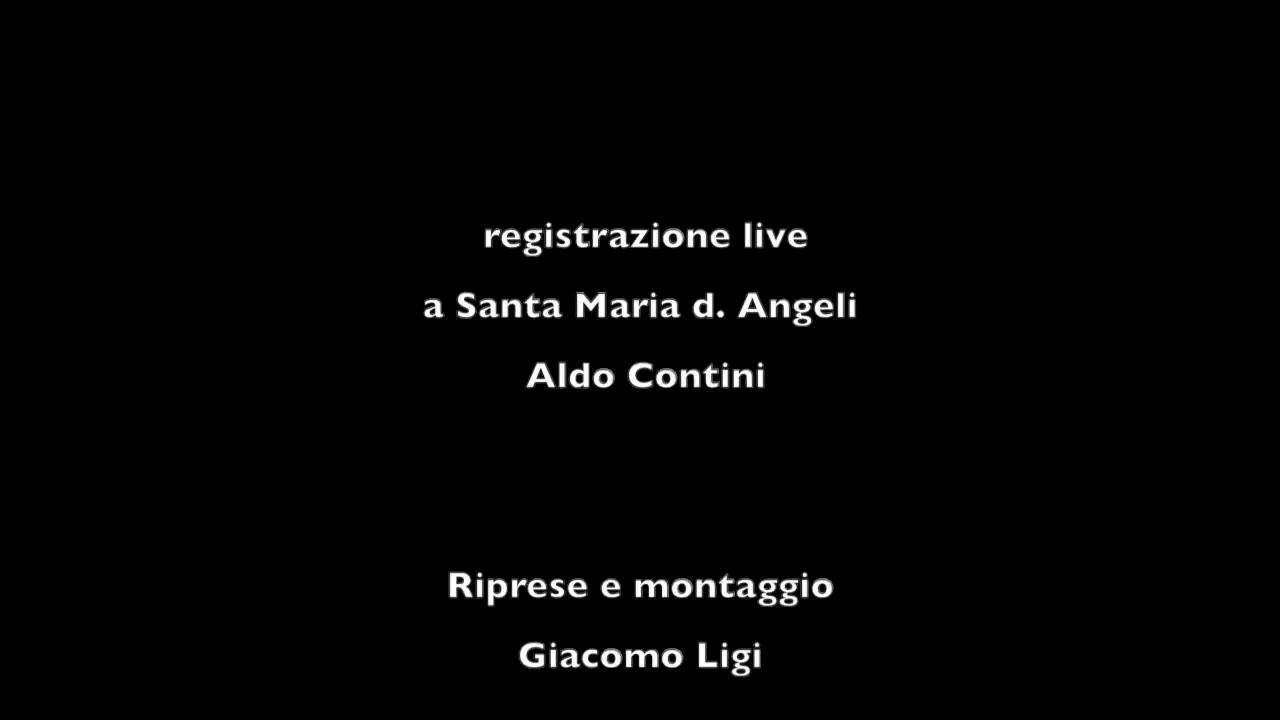 registrazione live
a Santa Maria d. Angeli
Aldo Contini
Riprese e montaggio
Giacomo Ligi